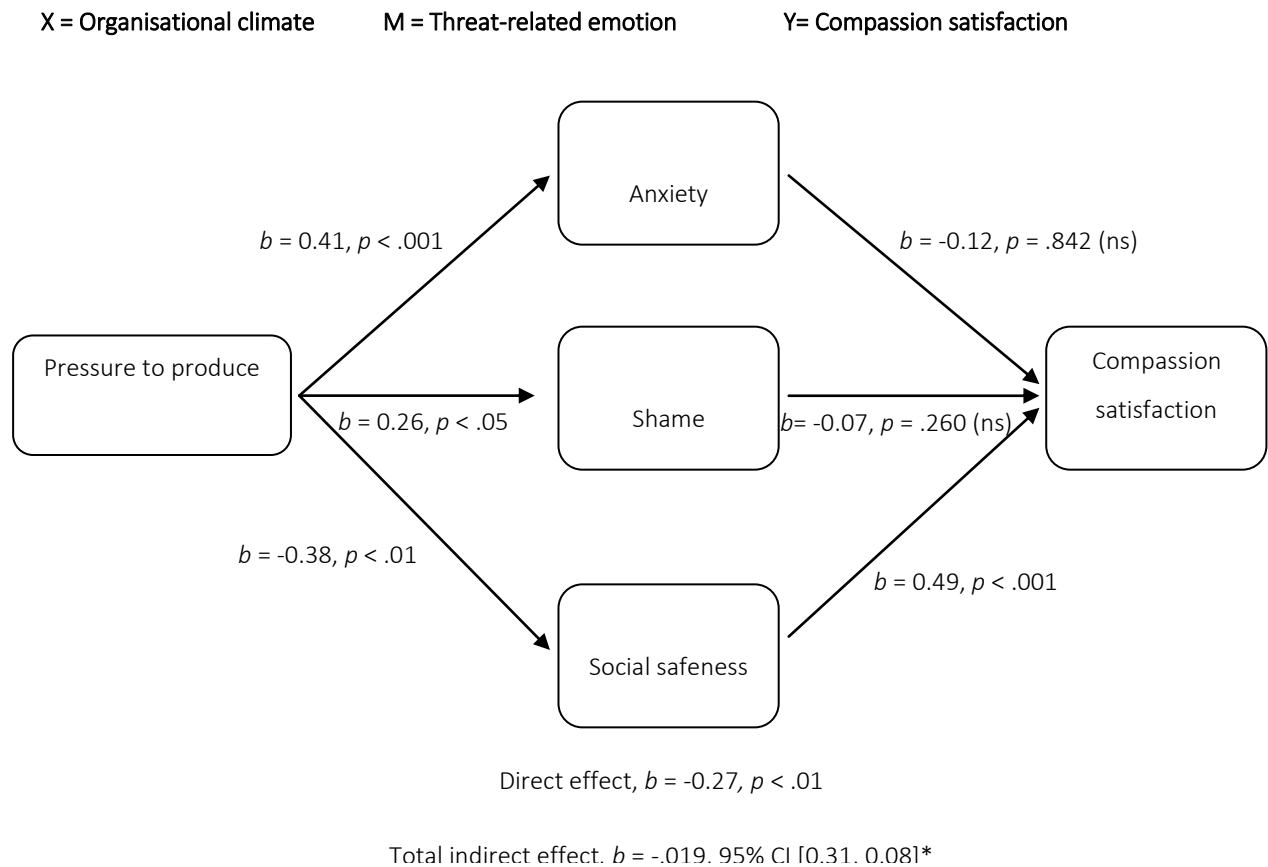 X = Organisational climate
M = Threat-related emotion
Y= Compassion satisfaction
Anxiety
b = 0.41, p < .001
b = -0.12, p = .842 (ns)
Pressure to produce
Compassion
satisfaction
Shame
b = 0.26, p < .05
b= -0.07, p = .260 (ns)
b = -0.38, p < .01
b = 0.49, p < .001
Social safeness
Direct effect, b = -0.27, p < .01
Total indirect effect, b = -.019, 95% CI [0.31, 0.08]*